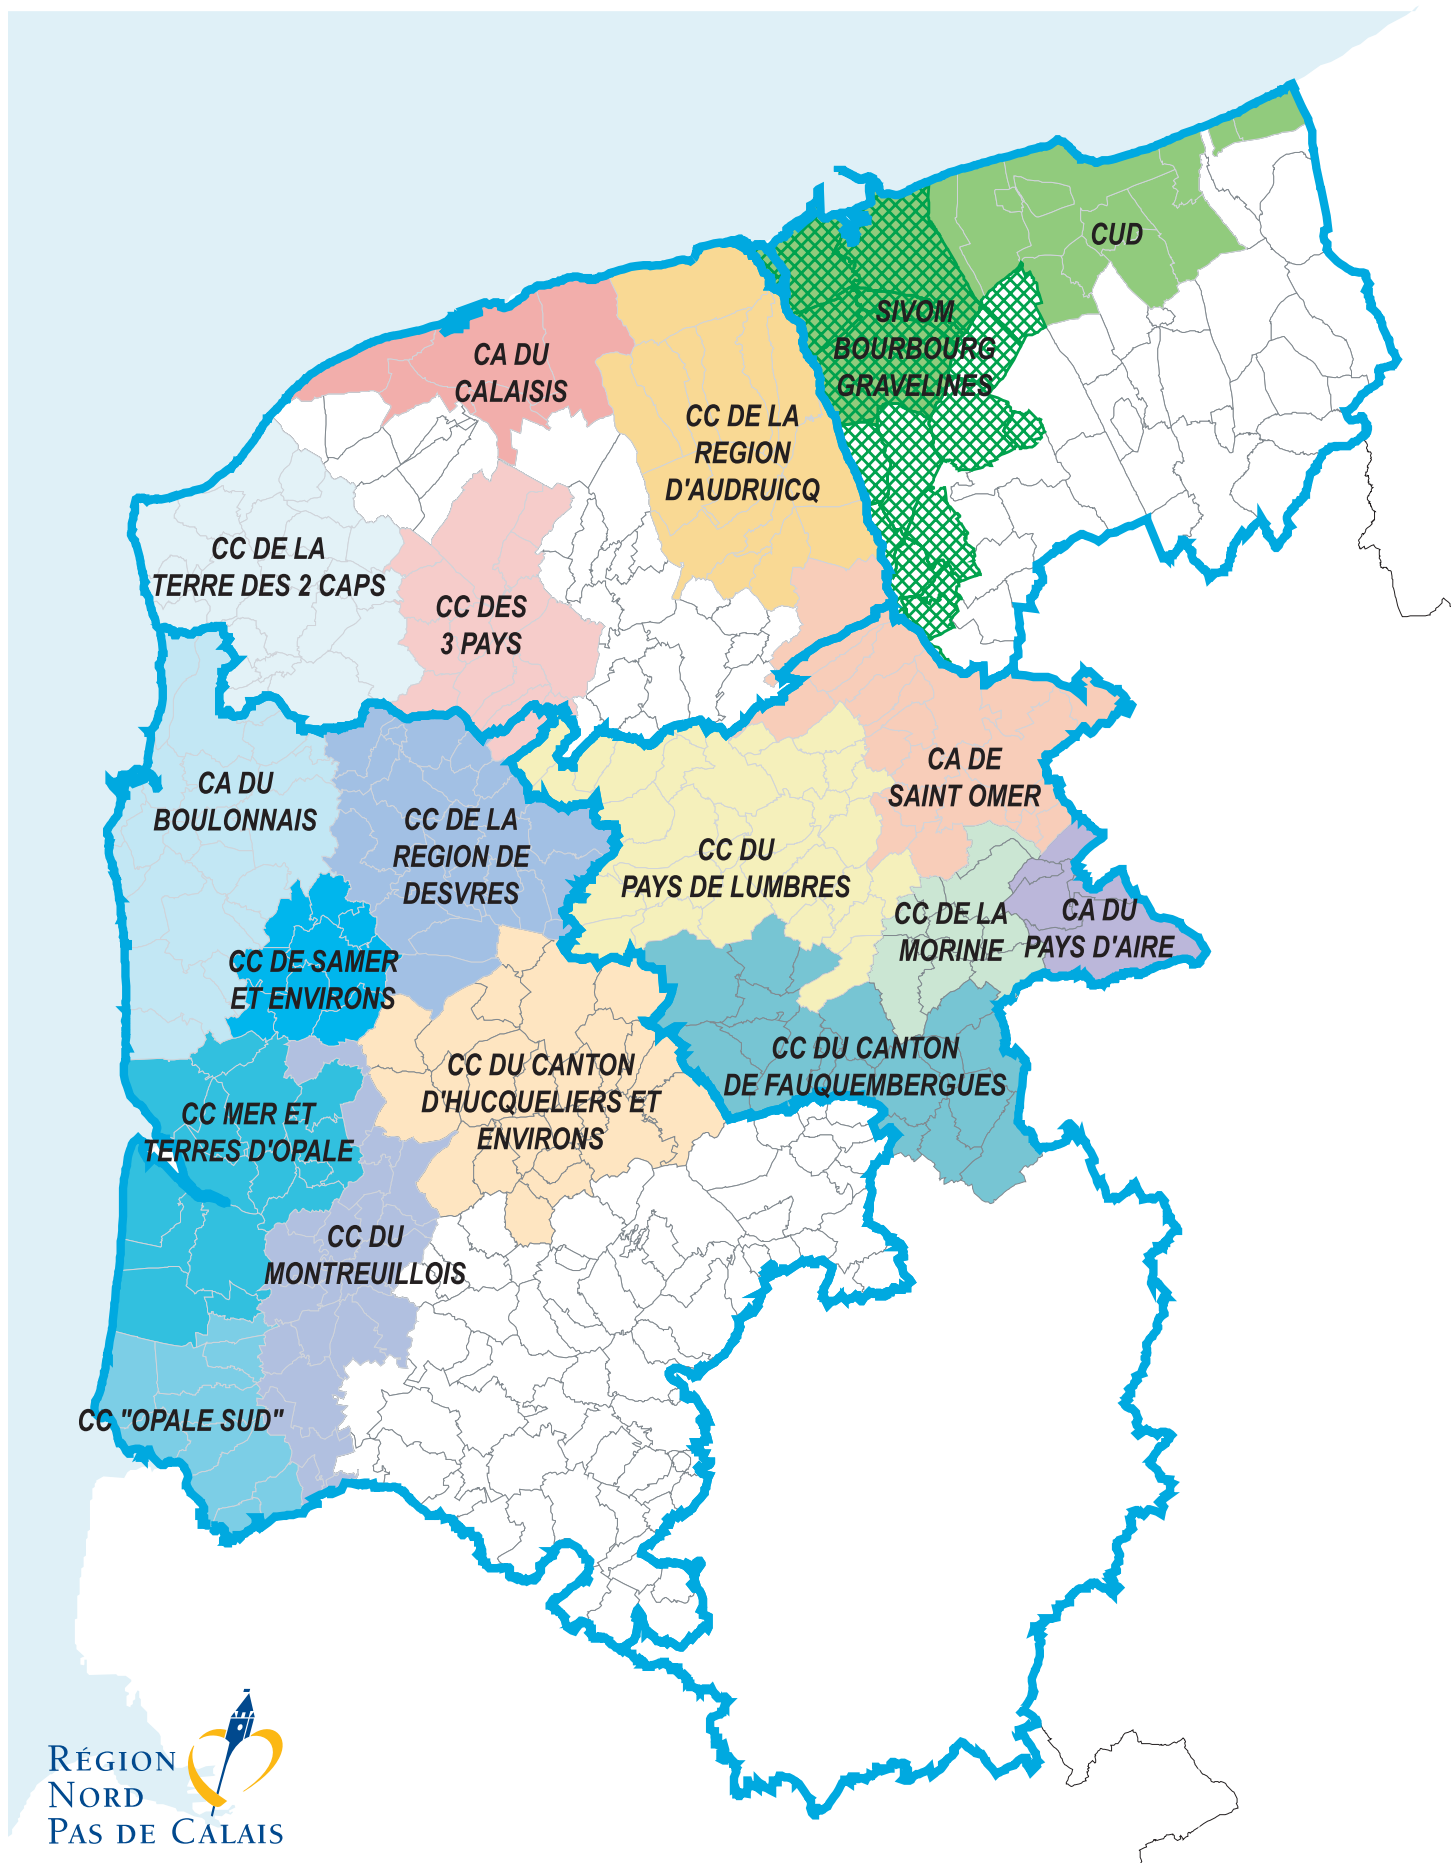 CUD
SIVOM
BOURBOURG
GRAVELINES
CA DU
CALAISIS
CC DE LA
REGION
D'AUDRUICQ
CC DE LA
TERRE DES 2 CAPS
CC DES
3 PAYS
CA DE
SAINT OMER
CA DU
BOULONNAIS
CC DE LA
REGION DE
DESVRES
CC DU
PAYS DE LUMBRES
CC DE LA
MORINIE
CA DU
PAYS D'AIRE
CC DE SAMER
ET ENVIRONS
CC DU CANTON
D'HUCQUELIERS ET
ENVIRONS
CC DU CANTON
DE FAUQUEMBERGUES
CC MER ET
TERRES D'OPALE
CC DU
MONTREUILLOIS
CC "OPALE SUD"
RÉGION
NORD
PAS DE CALAIS